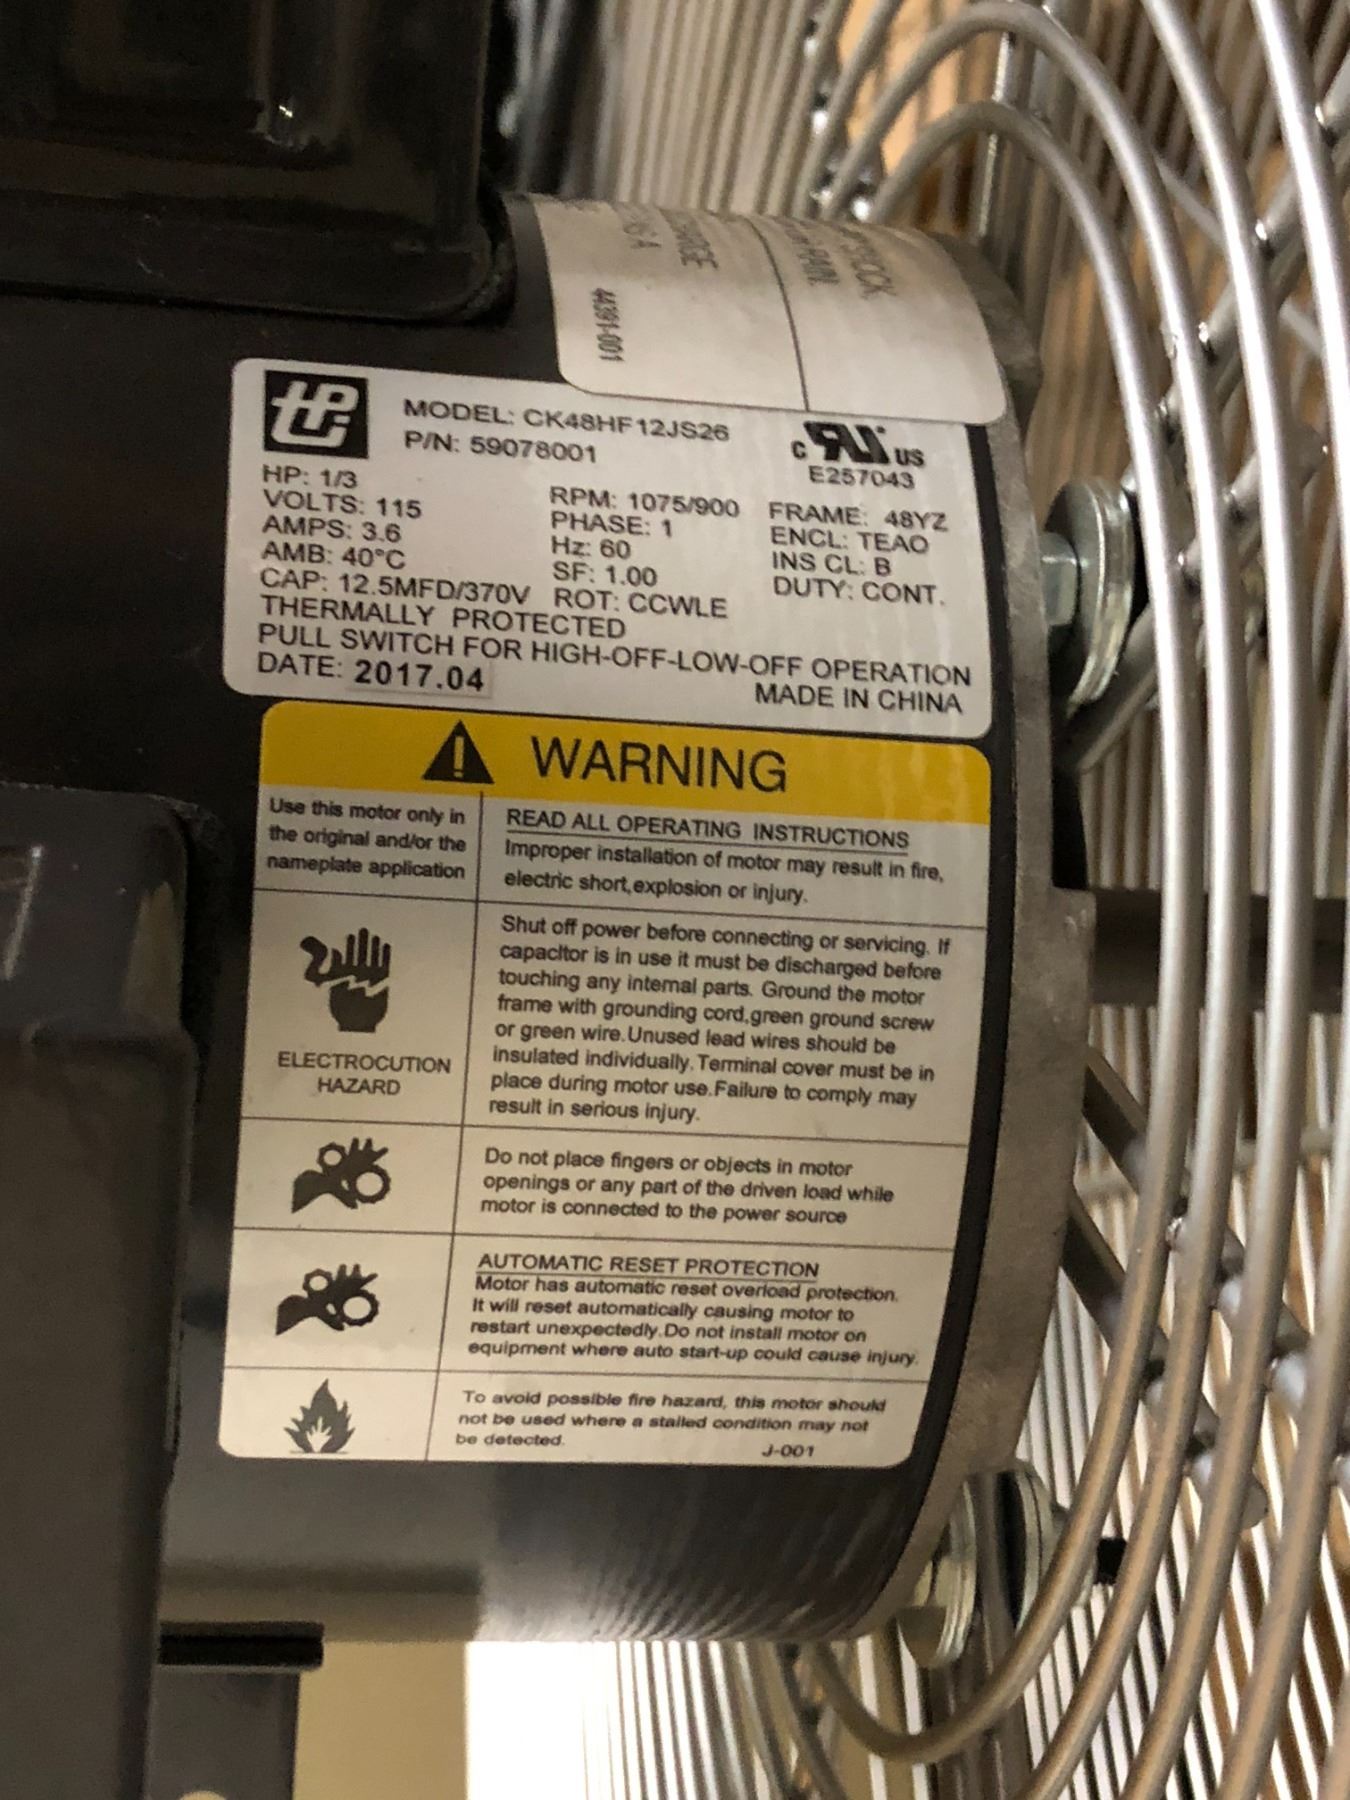 44391-001
TPI
MODEL: CK48HF12JS26
P/N: 59078001
C RU US
E257043
HP: 1/3
VOLTS: 115
AMPS: 3.6
AMB: 40°C
CAP: 12.5MFD/370V
RPM: 1075/900
PHASE: 1
Hz: 60
SF: 1.00
ROT: CCWLE
FRAME: 48YZ
ENCL: TEAO
INS CL: B
DUTY: CONT.
THERMALLY PROTECTED
PULL SWITCH FOR HIGH-OFF-LOW-OFF OPERATION
DATE: 2017.04
MADE IN CHINA
WARNING
Use this motor only in
the original and/or the
nameplate application
READ ALL OPERATING INSTRUCTIONS
Improper installation of motor may result in fire,
electric short,explosion or injury.
ELECTROCUTION
HAZARD
Shut off power before connecting or servicing. If
capacitor is in use it must be discharged before
touching any internal parts. Ground the motor
frame with grounding cord,green ground screw
or green wire.Unused lead wires should be
insulated individually.Terminal cover must be in
place during motor use.Failure to comply may
result in serious injury.
Do not place fingers or objects in motor
openings or any part of the driven load while
motor is connected to the power source
AUTOMATIC RESET PROTECTION
Motor has automatic reset overload protection.
It will reset automatically causing motor to
restart unexpectedly.Do not install motor on
equipment where auto start-up could cause injury.
To avoid possible fire hazard, this motor should
not be used where a stalled condition may not
be detected.
J-001